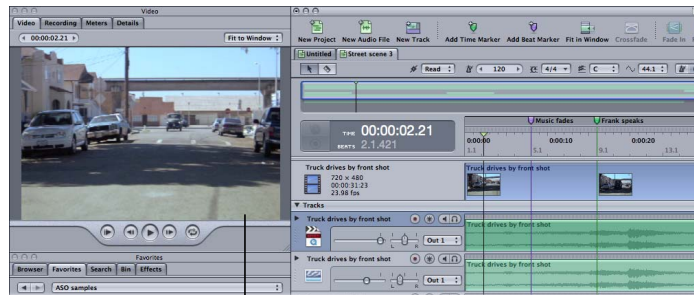 Video
Video Recording Meters Details
00:00:02.21 Fit to Window
New Project New Audio File New Track Add Time Marker Add Beat Marker Fit in Window Crossfade Fade In
Untitled Street scene 3
Read 120 4/4 C 44.1
TIME 00:00:02.21
BEATS 2.1.421
Music fades Frank speaks
0:00:00 0:00:10 0:00:20
1.1 5.1 9.1 13.1
Truck drives by front shot
720 x 480
00:00:31:23
23.98 fps
Truck drives by front shot
Tracks
Truck drives by front shot
L R
Out 1
Truck drives by front shot
Truck drives by front shot
L R
Out 1
Truck drives by front shot
Favorites
Browser Favorites Search Bin Effects
ASO samples